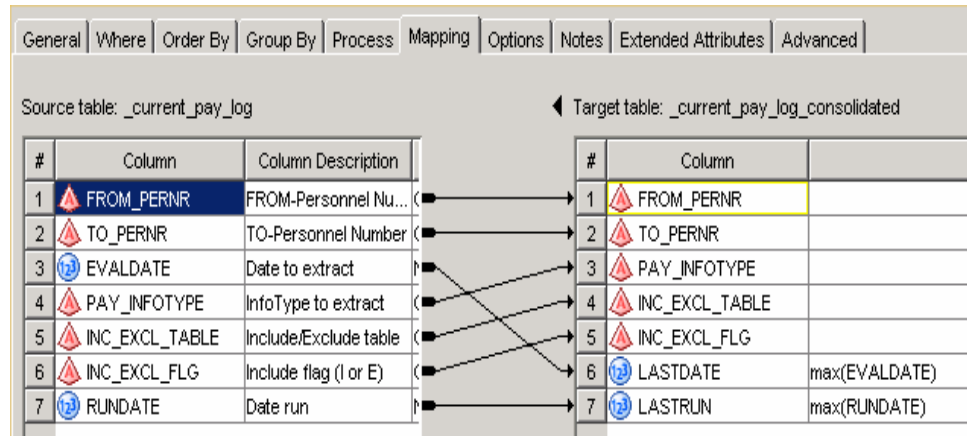 General Where Order By Group By Process Mapping Options Notes Extended Attributes Advanced
Source table: _current_pay_log Target table: _current_pay_log_consolidated
# Column Column Description # Column
1 FROM_PERNR FROM-Personnel Nu... 1 FROM_PERNR
2 TO_PERNR TO-Personnel Number 2 TO_PERNR
3 EVALDATE Date to extract 3 PAY_INFOTYPE
4 PAY_INFOTYPE InfoType to extract 4 INC_EXCL_TABLE
5 INC_EXCL_TABLE Include/Exclude table 5 INC_EXCL_FLG
6 INC_EXCL_FLG Include flag (I or E) 6 LASTDATE max(EVALDATE)
7 RUNDATE Date run 7 LASTRUN max(RUNDATE)